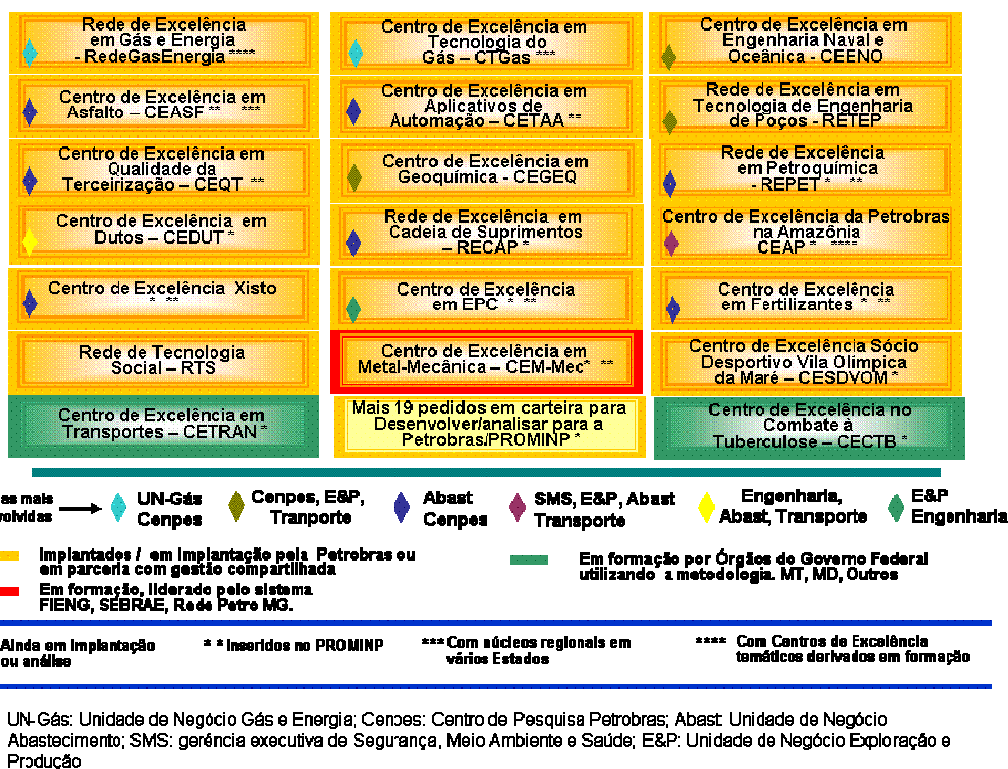 Rede de Excelência
em Gás e Energia
- RedeGasEnergia ****
Centro de Excelência em
Tecnologia do
Gás – CTGas ***
Centro de Excelência em
Engenharia Naval e
Oceânica - CEENO
Centro de Excelência em
Asfalto – CEASF ** ***
Centro de Excelência em
Aplicativos de
Automação – CETAA **
Rede de Excelência em
Tecnologia de Engenharia
de Poços - RETEP
Centro de Excelência em
Qualidade da
Terceirização – CEQT **
Centro de Excelência em
Geoquímica - CEGEQ
Rede de Excelência
em Petroquímica
- REPET * **
Centro de Excelência em
Dutos – CEDUT *
Rede de Excelência em
Cadeia de Suprimentos
– RECAP *
Centro de Excelência da Petrobras
na Amazônia
CEAP * ****
Centro de Excelência Xisto
* **
Centro de Excelência
em EPC * **
Centro de Excelência
em Fertilizantes * **
Rede de Tecnologia
Social – RTS
Centro de Excelência em
Metal-Mecânica – CEM-Mec* **
Centro de Excelência Sócio
Desportivo Vila Olímpica
da Maré – CESDVOM *
Centro de Excelência em
Transportes – CETRAN *
Mais 19 pedidos em carteira para
Desenvolver/analisar para a
Petrobras/PROMINP *
Centro de Excelência no
Combate à
Tuberculose – CECTB *
as mais
volvidas
UN-Gás
Cenpes
Cenpes, E&P,
Tranporte
Abast
Cenpes
SMS, E&P, Abast
Transporte
Engenharia,
Abast, Transporte
E&P
Engenharia
Implantados / em implantação pela Petrobras ou
em parceria com gestão compartilhada
Em formação por Órgãos do Governo Federal
utilizando a metodologia. MT, MD, Outros
Em formação, liderado pelo sistema
FIENG, SEBRAE, Rede Petro MG.
Ainda em implantação
ou análise
* * Inseridos no PROMINP
*** Com núcleos regionais em
vários Estados
**** Com Centros de Excelência
temáticos derivados em formação
UN-Gás: Unidade de Negócio Gás e Energia; Cenpes: Centro de Pesquisa Petrobras; Abast: Unidade de Negócio
Abastecimento; SMS: gerência executiva de Segurança, Meio Ambiente e Saúde; E&P: Unidade de Negócio Exploração e
Produção